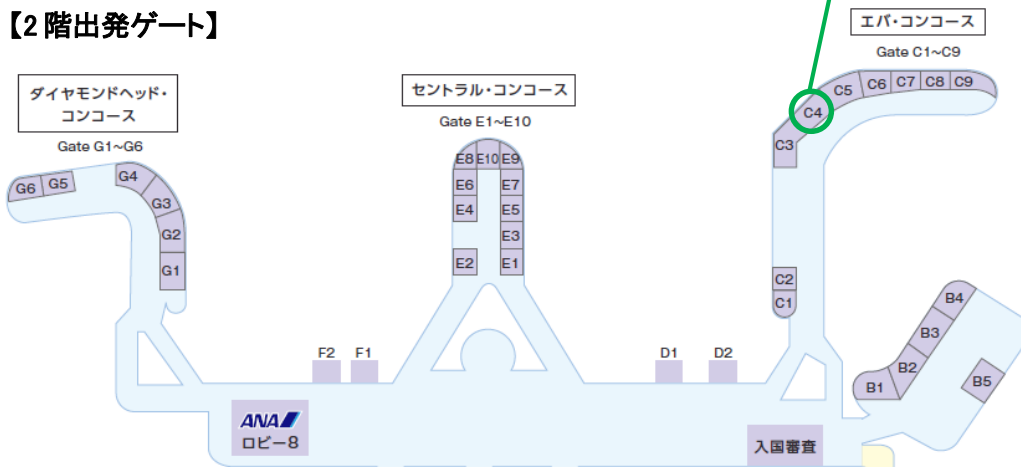 【2 階出発ゲート】
ダイヤモンドヘッド・
コンコース
Gate G1~G6
G6
G5
G4
G3
G2
G1
セントラル・コンコース
Gate E1~E10
E8
E10
E9
E6
E7
E4
E5
E3
E2
E1
エバ・コンコース
Gate C1~C9
C9
C8
C7
C6
C5
C4
C3
C2
C1
B4
B3
B2
B1
B5
F2
F1
D1
D2
ANA
ロビー8
入国審査